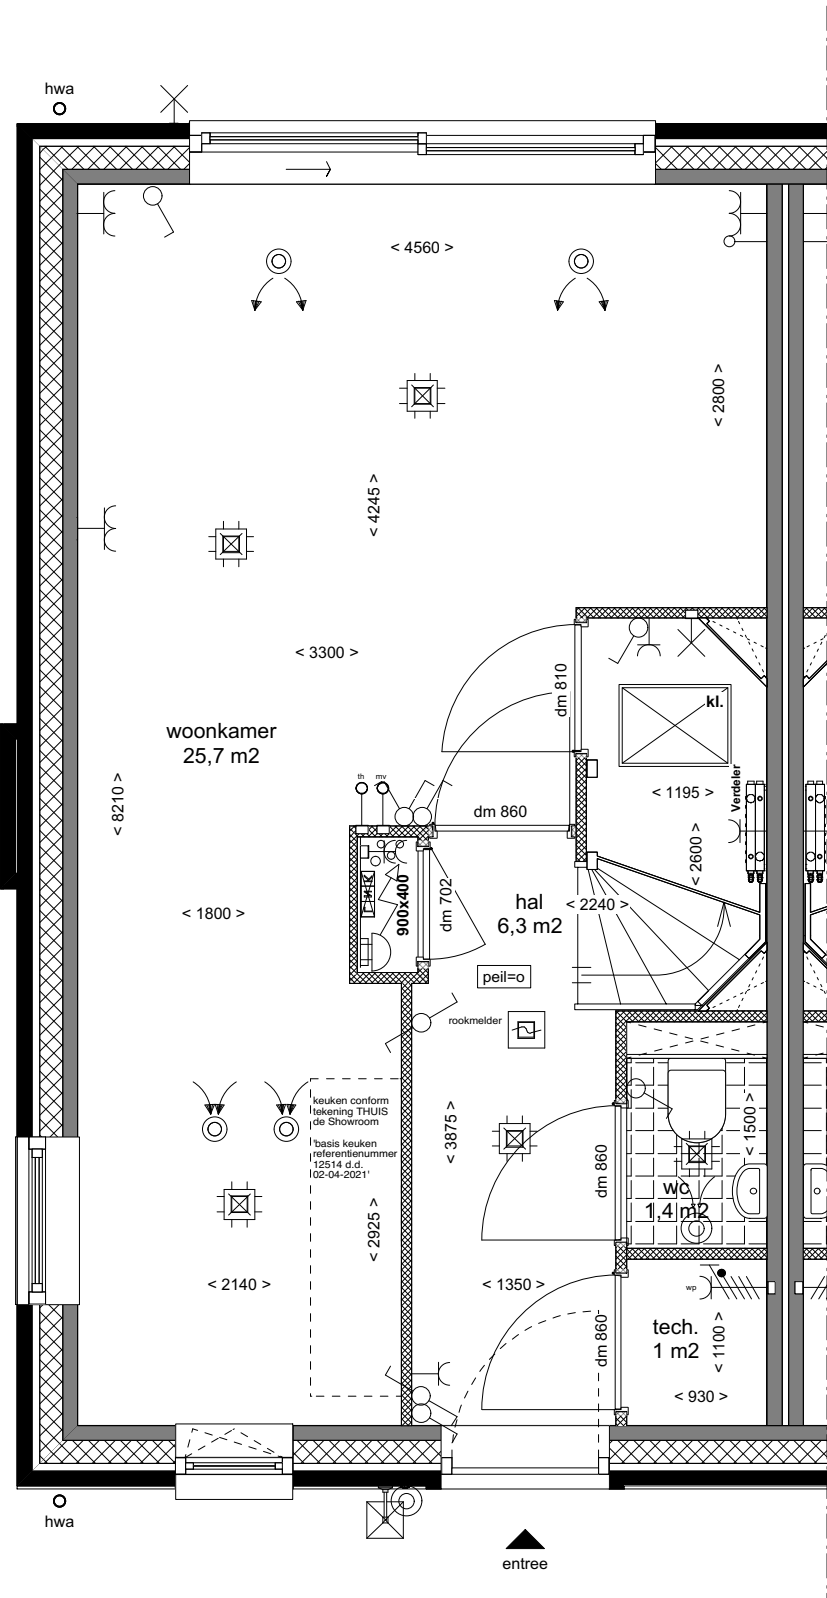 hwa
< 4560 >
< 2800 >
< 4245 >
< 3300 >
dm 810
kl.
woonkamer
25,7 m2
th
mv
< 8210 >
dm 860
< 1195 >
Verdeler
< 2600 >
900x400
dm 702
hal
6,3 m2
< 2240 >
< 1800 >
peil=o
rookmelder
keuken conform
tekening THUIS
de Showroom
'basis keuken
referentienummer
12514 d.d.
02-04-2021'
< 3875 >
< 1500 >
dm 860
wc
1,4 m2
< 2925 >
< 2140 >
< 1350 >
wp
dm 860
tech.
1 m2
< 1100 >
< 930 >
hwa
entree